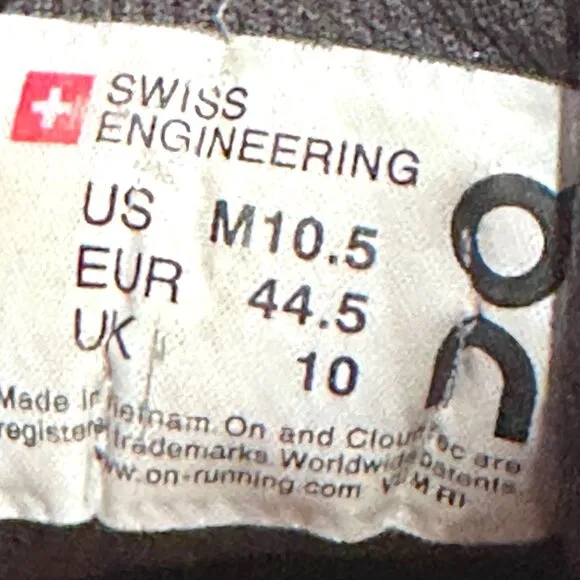 SWISS
ENGINEERING
US M10.5
EUR 44.5
UK 10
Made in Vietnam. On and Cloudtec are
registered trademarks. Worldwide patents.
www.on-running.com
on